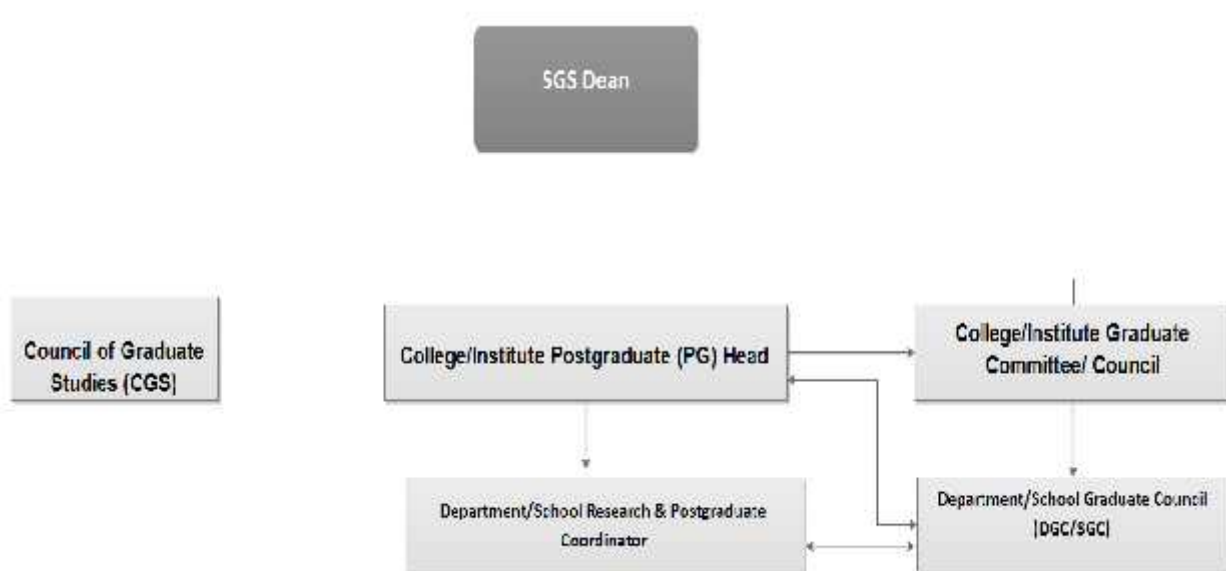 SGS Dean
Council of Graduate
Studies (CGS)
College/Institute Postgraduate (PG) Head
College/Institute Graduate
Committee/ Council
Department/School Research & Postgraduate
Coordinator
Department/School Graduate Council
(DGC/SGC)